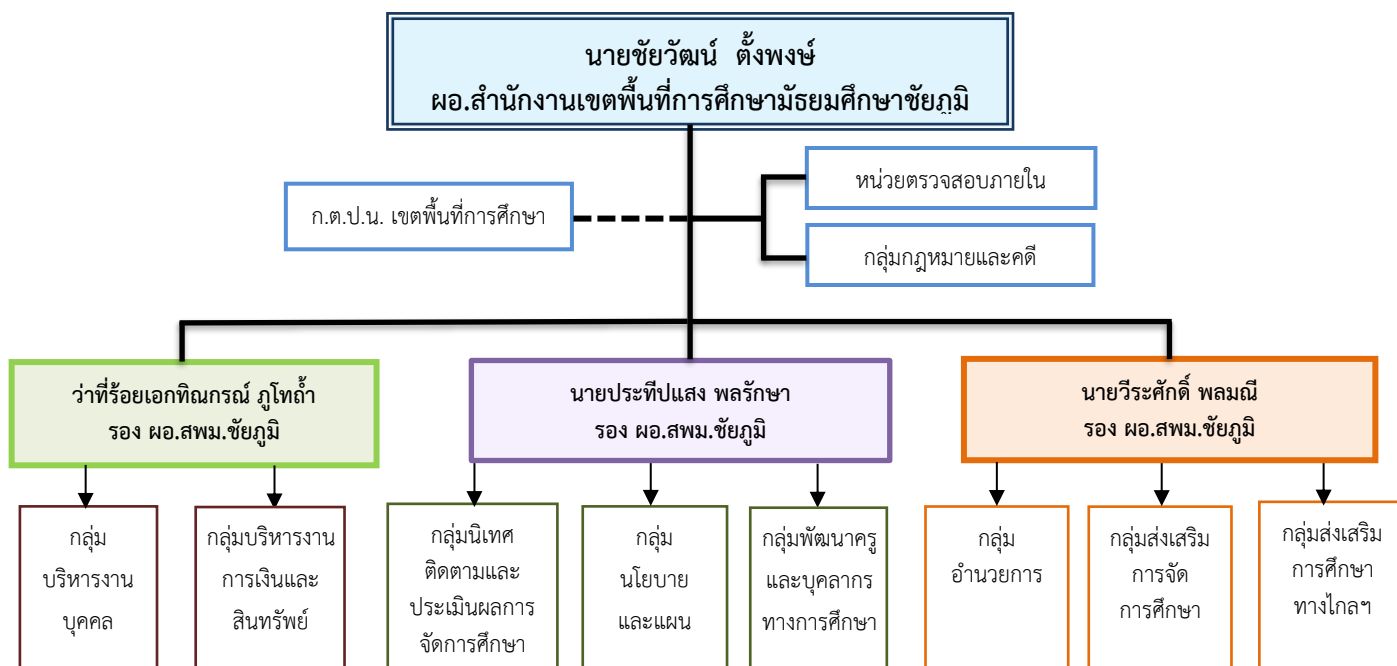 นายชัยวัฒน์ ตั้งพงษ์
ผอ.สำนักงานเขตพื้นที่การศึกษามัธยมศึกษาชัยภูมิ
หน่วยตรวจสอบภายใน
ก.ต.ป.น. เขตพื้นที่การศึกษา
กลุ่มกฎหมายและคดี
ว่าที่ร้อยเอกทิณกรณ์ ภูโทถ้ำ
รอง ผอ.สพม.ชัยภูมิ
นายประทีปแสง พลรักษา
รอง ผอ.สพม.ชัยภูมิ
นายวีระศักดิ์ พลมณี
รอง ผอ.สพม.ชัยภูมิ
กลุ่ม
บริหารงาน
บุคคล
กลุ่มบริหารงาน
การเงินและ
สินทรัพย์
กลุ่มนิเทศ
ติดตามและ
ประเมินผลการ
จัดการศึกษา
กลุ่ม
นโยบาย
และแผน
กลุ่มพัฒนาครู
และบุคลากร
ทางการศึกษา
กลุ่ม
อำนวยการ
กลุ่มส่งเสริม
การจัด
การศึกษา
กลุ่มส่งเสริม
การศึกษา
ทางไกลฯ